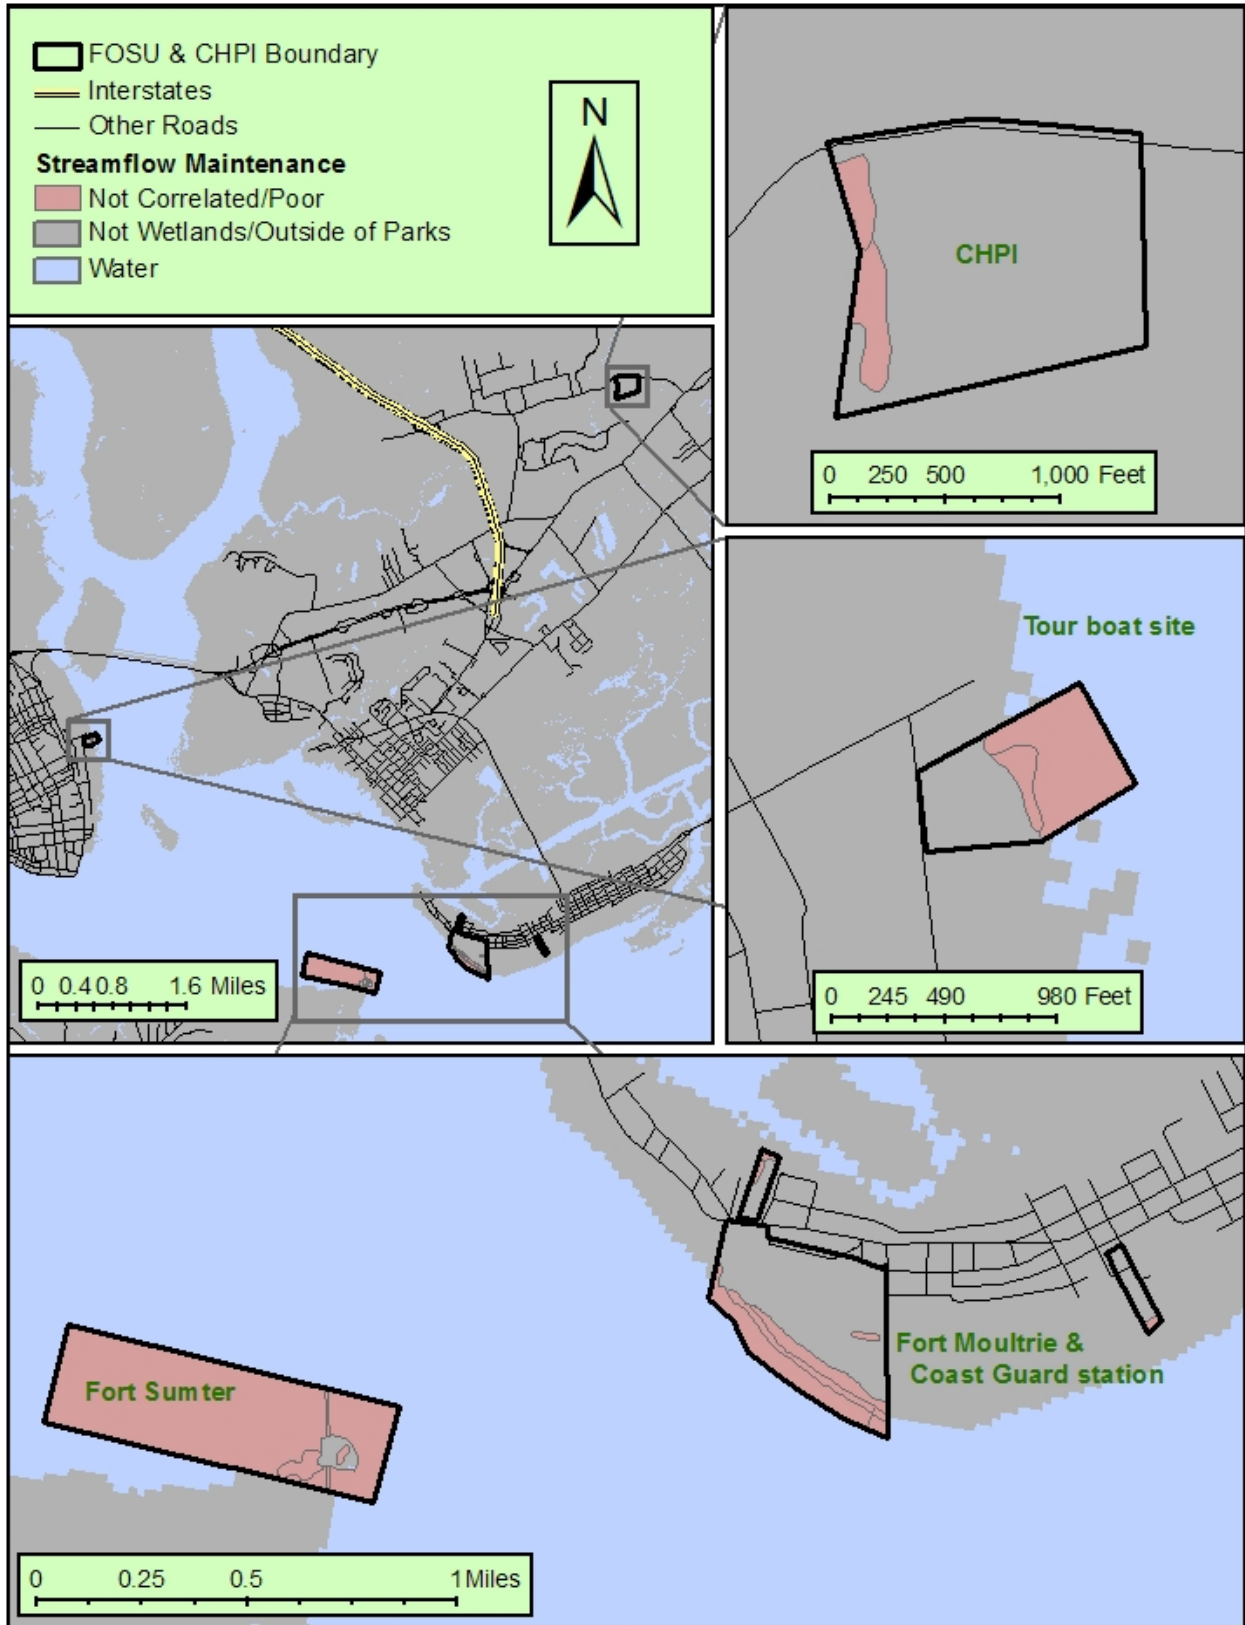 FOSU & CHPI Boundary
Interstates
Other Roads
Streamflow Maintenance
Not Correlated/Poor
Not Wetlands/Outside of Parks
Water
N
CHPI
0 250 500 1,000 Feet
Tour boat site
0 245 490 980 Feet
0 0.4 0.8 1.6 Miles
Fort Sumter
Fort Moultrie &
Coast Guard station
0 0.25 0.5 1 Miles